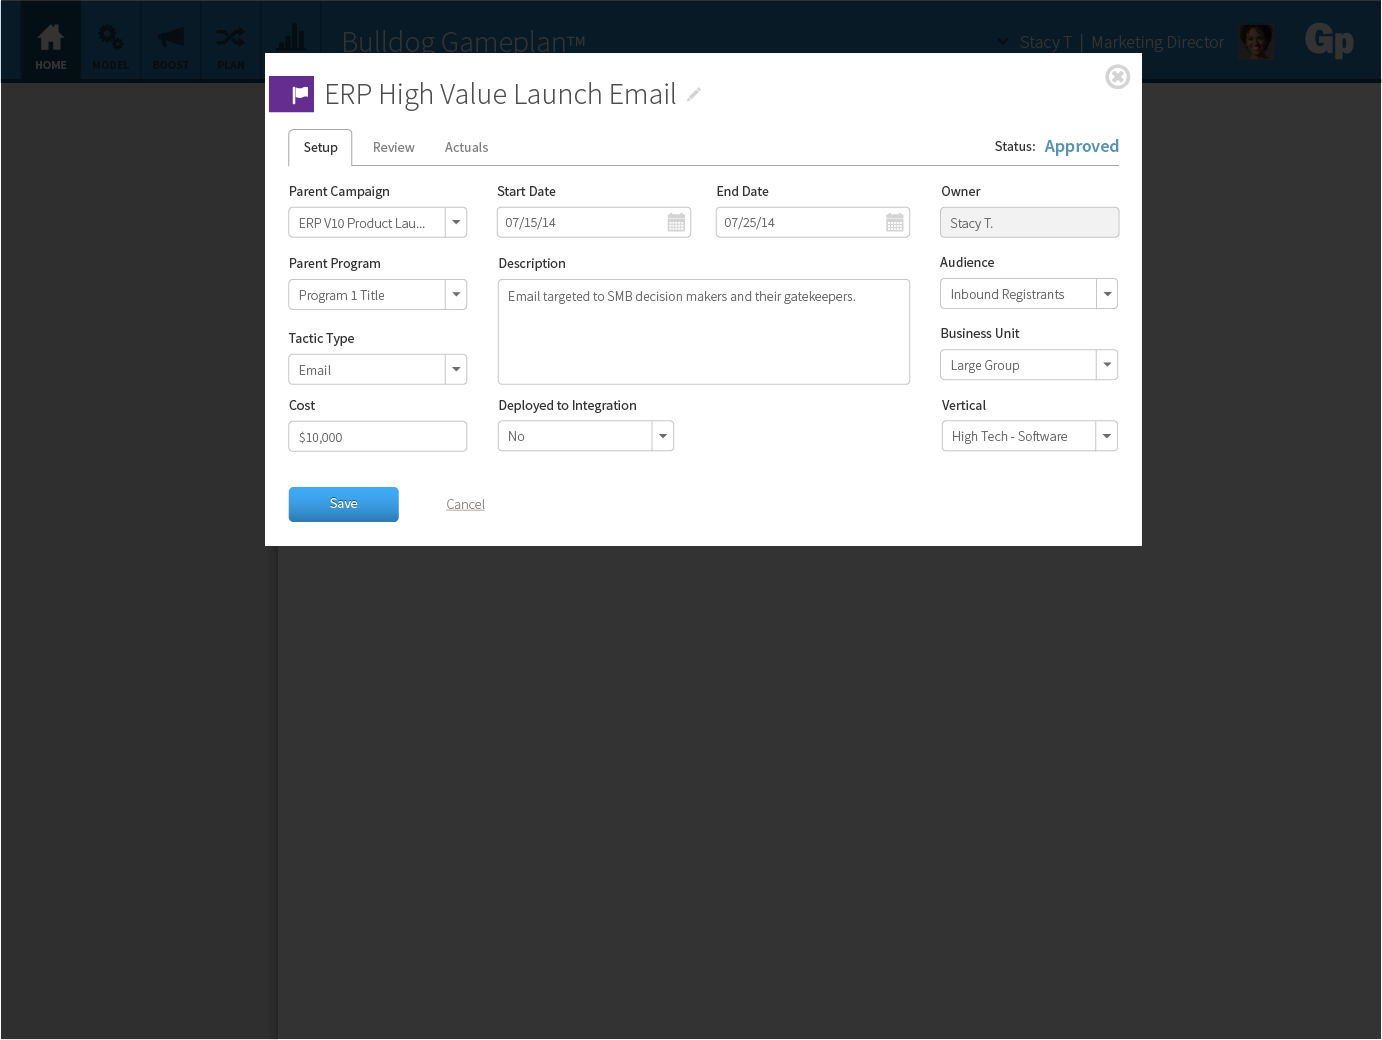 Bulldog Gameplan™
Stacy T | Marketing Director
Gp
HOME
MODEL
BOOST
PLAN
ERP High Value Launch Email
Setup
Review
Actuals
Status: Approved
Parent Campaign
Start Date
End Date
Owner
ERP V10 Product Lau...
07/15/14
07/25/14
Stacy T.
Parent Program
Description
Audience
Program 1 Title
Email targeted to SMB decision makers and their gatekeepers.
Inbound Registrants
Tactic Type
Business Unit
Email
Large Group
Cost
Deployed to Integration
Vertical
$10,000
No
High Tech - Software
Save
Cancel